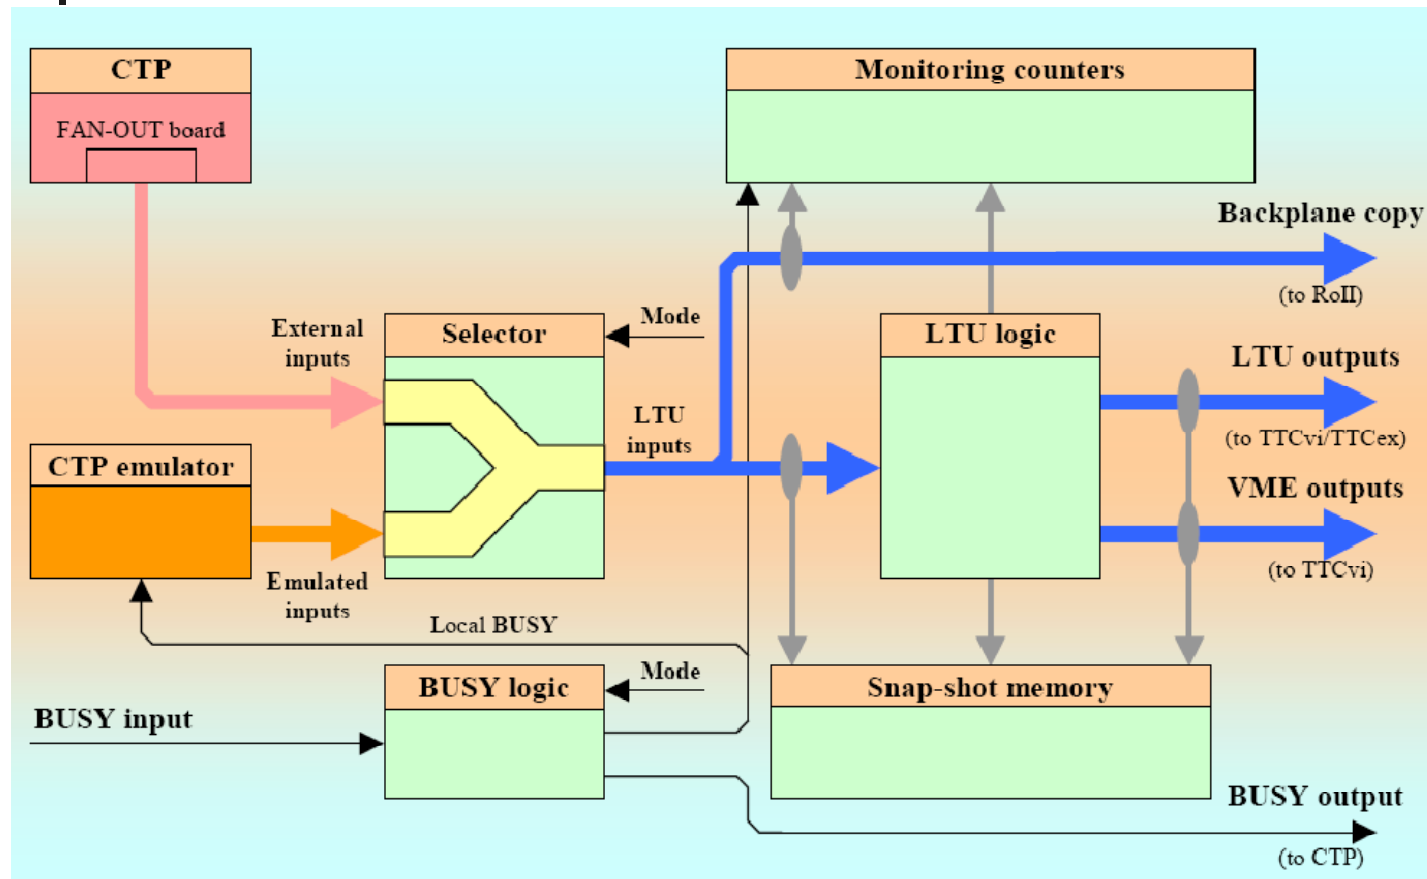 CTP
Monitoring counters
FAN-OUT board
Backplane copy
(to RoII)
External
inputs
Selector
Mode
LTU logic
LTU outputs
(to TTCvi/TTCex)
LTU
inputs
CTP emulator
VME outputs
(to TTCvi)
Emulated
inputs
Local BUSY
BUSY logic
Mode
Snap-shot memory
BUSY input
BUSY output
(to CTP)